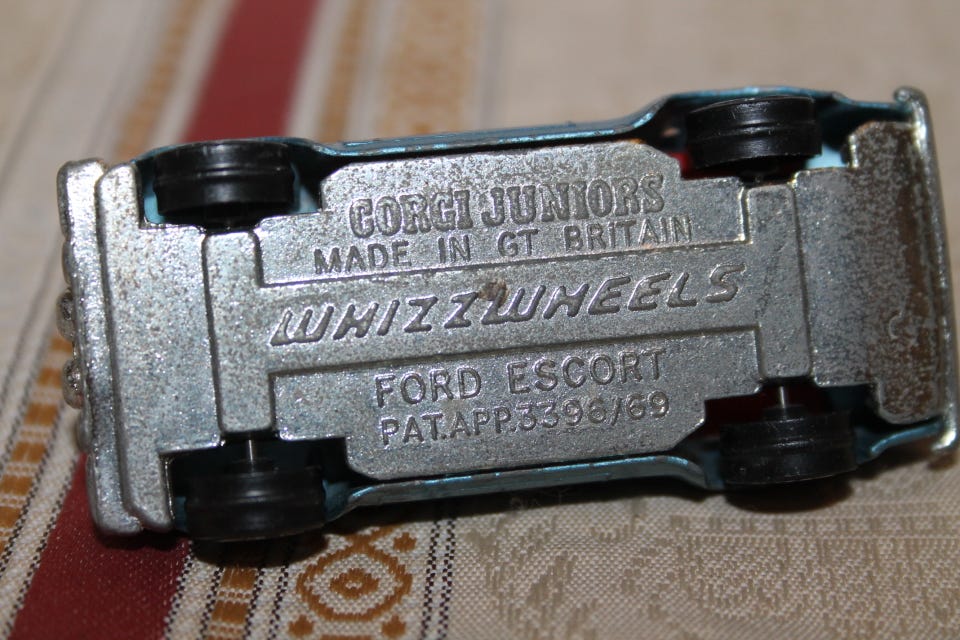 CORGI JUNIORS
MADE IN GT BRITAIN
WHIZZWHEELS
FORD ESCORT
PAT.APP.3396/69